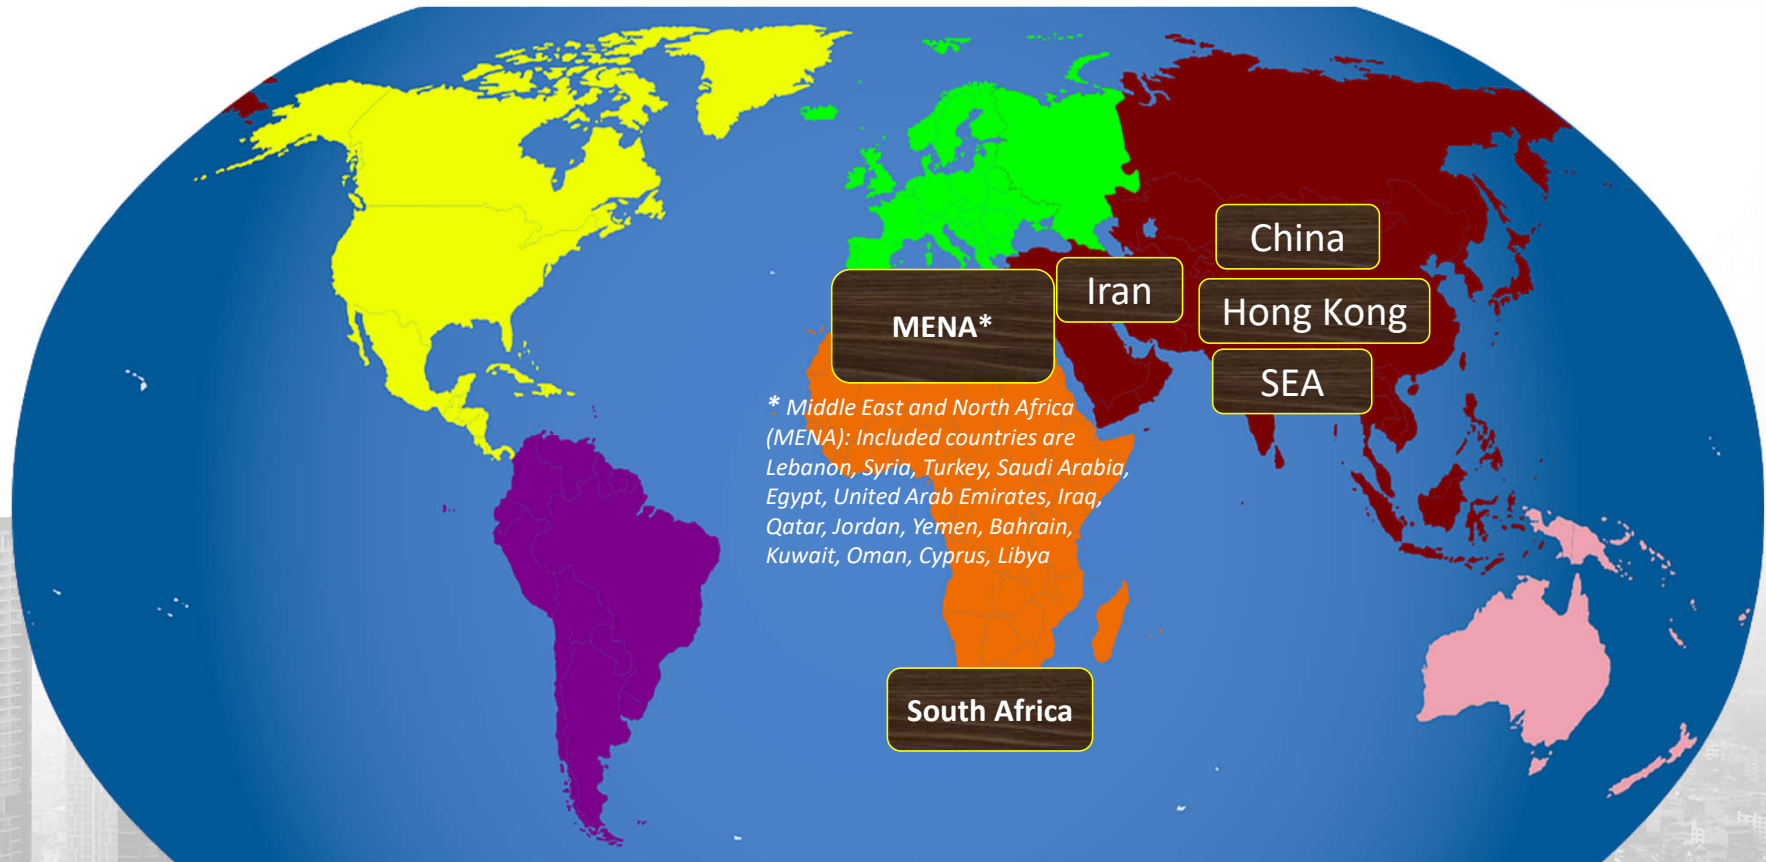 China
Iran
Hong Kong
MENA*
SEA
* Middle East and North Africa
(MENA): Included countries are
Lebanon, Syria, Turkey, Saudi Arabia,
Egypt, United Arab Emirates, Iraq,
Qatar, Jordan, Yemen, Bahrain,
Kuwait, Oman, Cyprus, Libya
South Africa